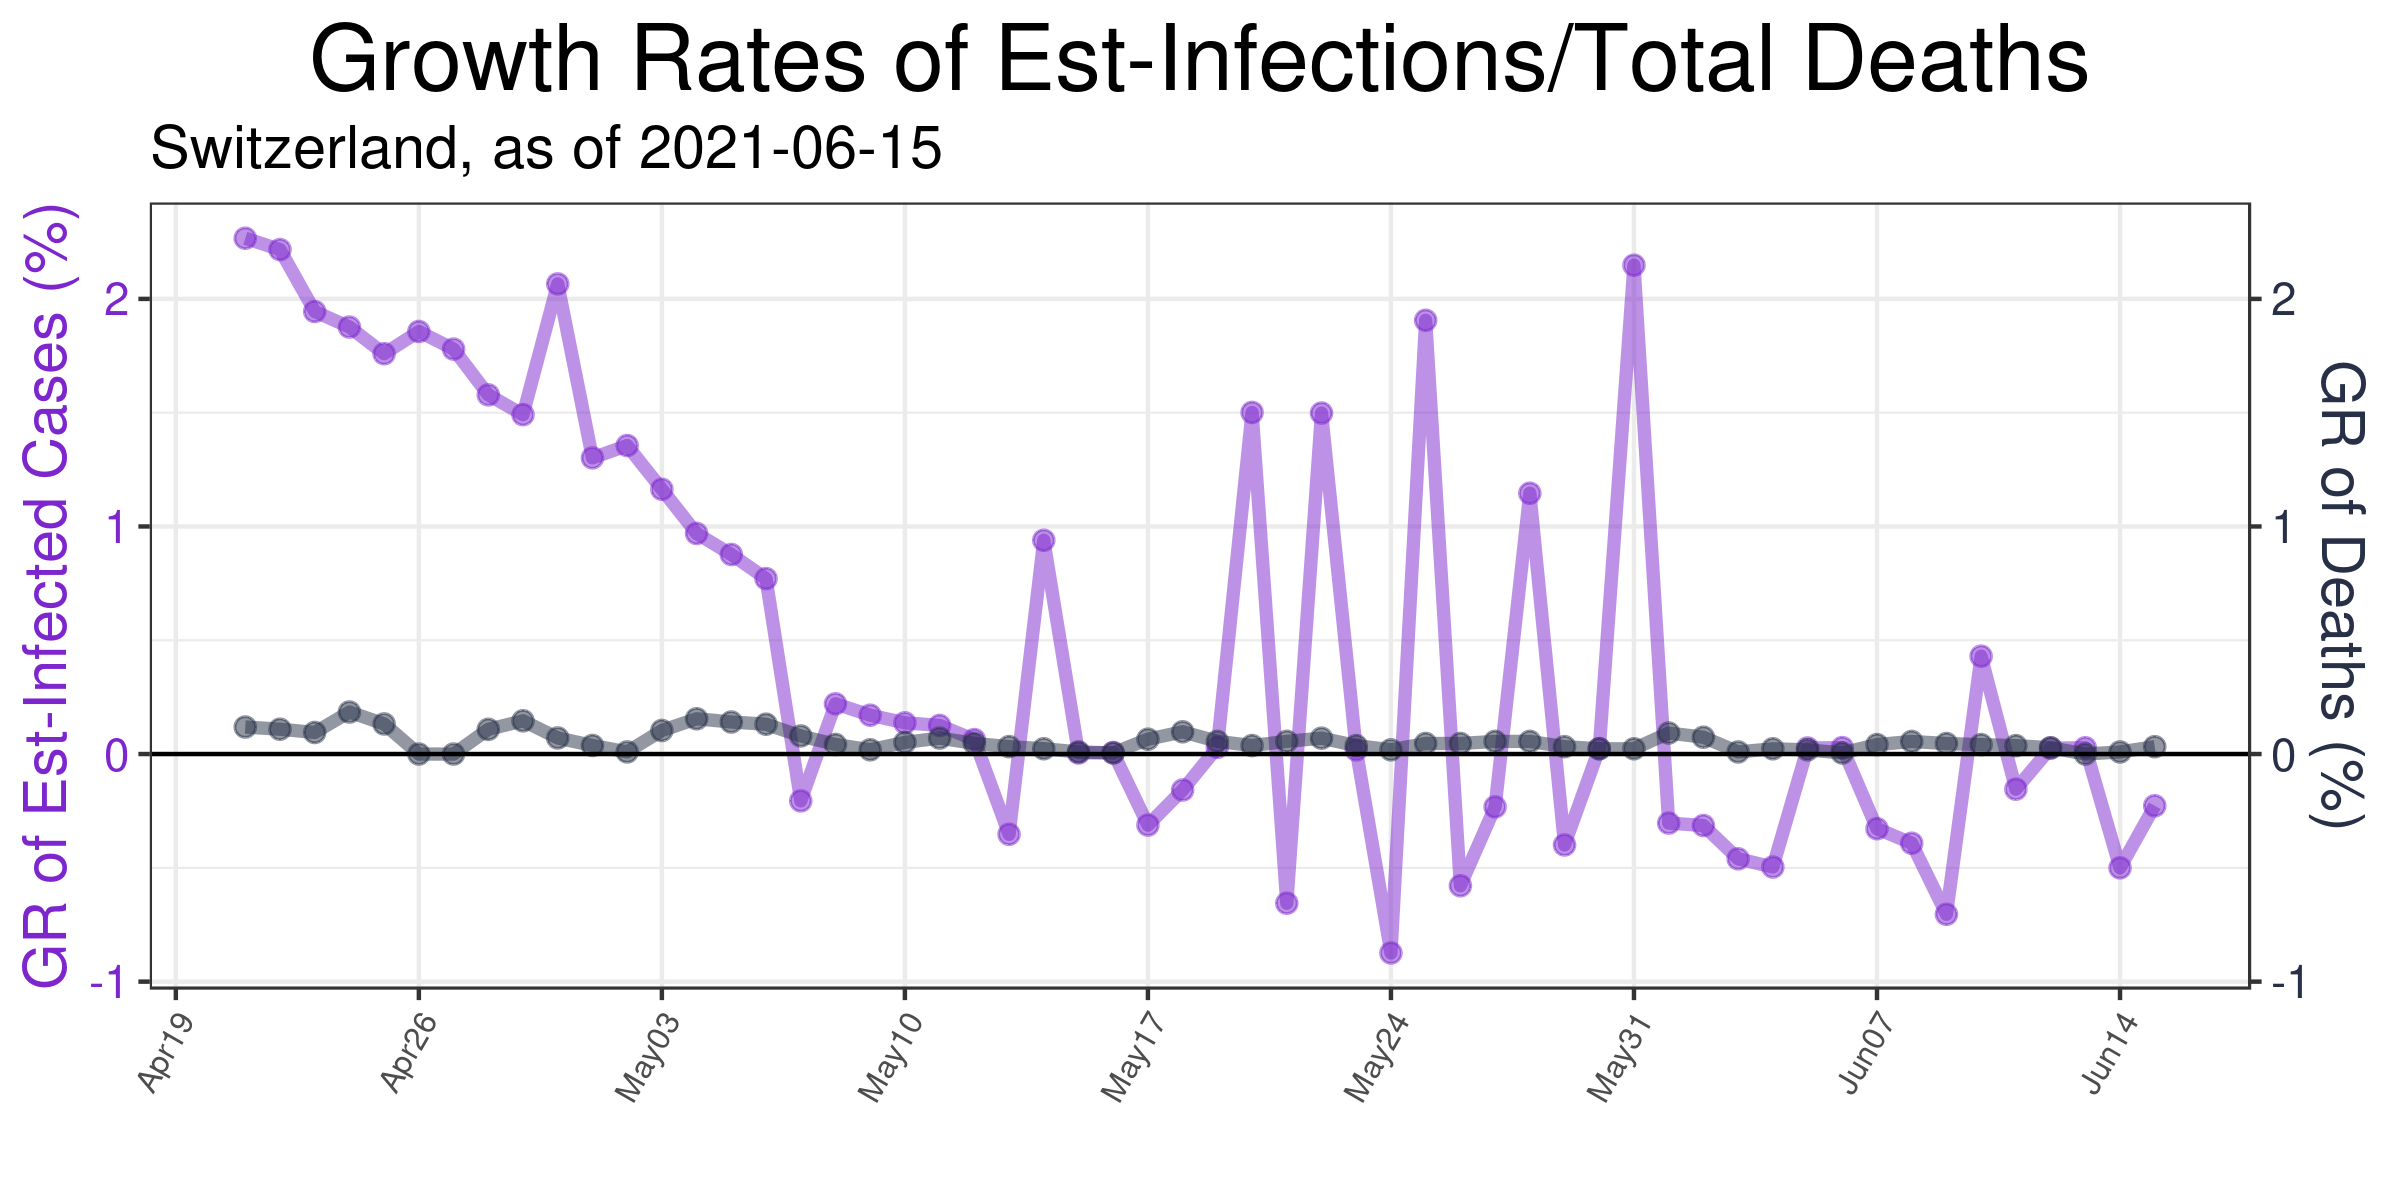 Growth Rates of Est-Infections/Total Deaths
Switzerland, as of 2021-06-15
GR of Est-Infected Cases (%)
2
1
0
-1
2
1
0
-1
GR of Deaths (%)
Apr19
Apr26
May03
May10
May17
May24
May31
Jun07
Jun14